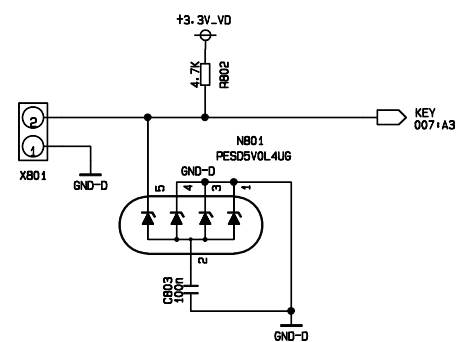 +3.3V_VD
4.7K
R802
2
1
X801
GND-D
KEY
007:A3
N801
PESD5V0L4UG
GND-D
5
4
3
1
2
C803
100n
GND-D